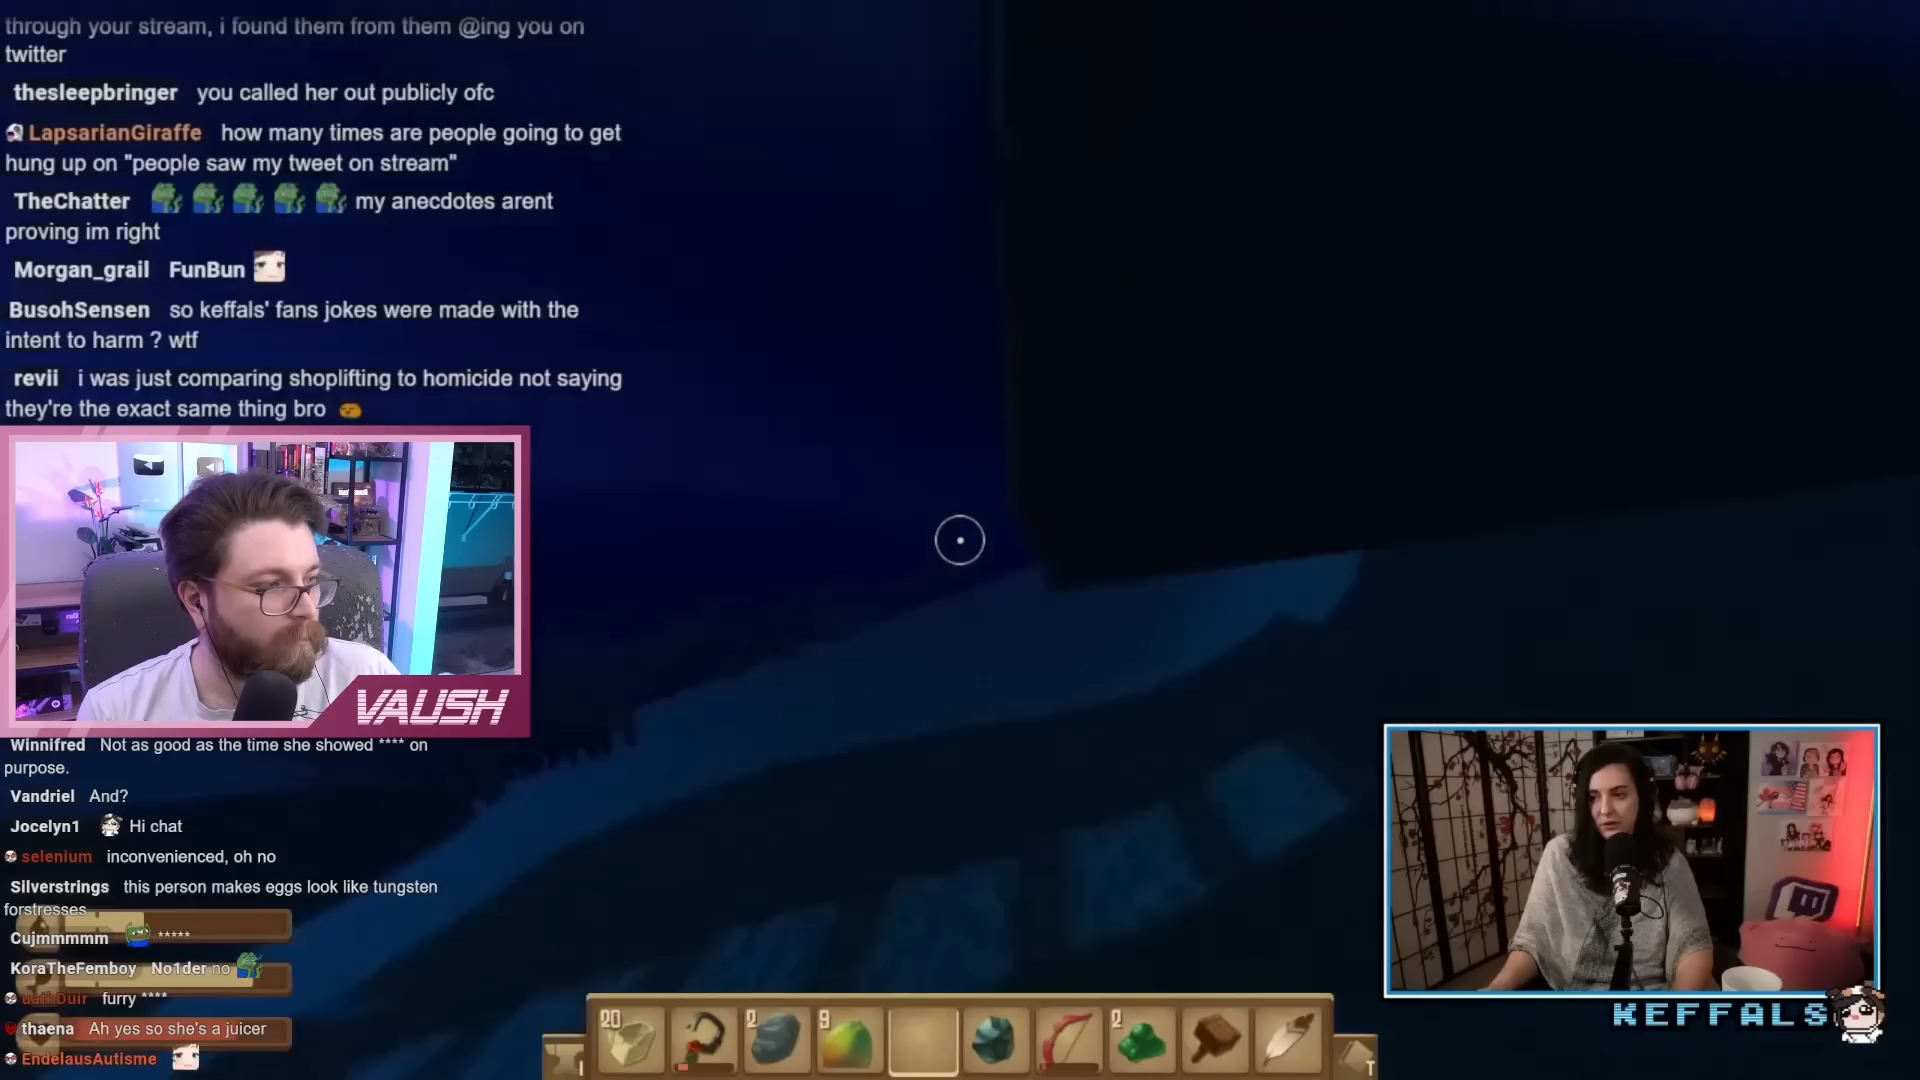 through your stream, i found them from them @ing you on
twitter
thesleepbringer you called her out publicly ofc
LapsarianGiraffe how many times are people going to get
hung up on "people saw my tweet on stream"
TheChatter my anecdotes arent
proving im right
Morgan_grail FunBun
BusohSensen so keffals' fans jokes were made with the
intent to harm ? wtf
revii i was just comparing shoplifting to homicide not saying
they're the exact same thing bro
VAUSH
Winnifred Not as good as the time she showed **** on
purpose.
Vandriel And?
Jocelyn1 Hi chat
selenium inconvenienced, oh no
Silverstrings this person makes eggs look like tungsten
forstresses
Cujmmmmm *****
KoraTheFemboy No1der no
furry ****
thaena Ah yes so she's a juicer
EndelausAutisme
20 2 9 2
I T
KEFFALS